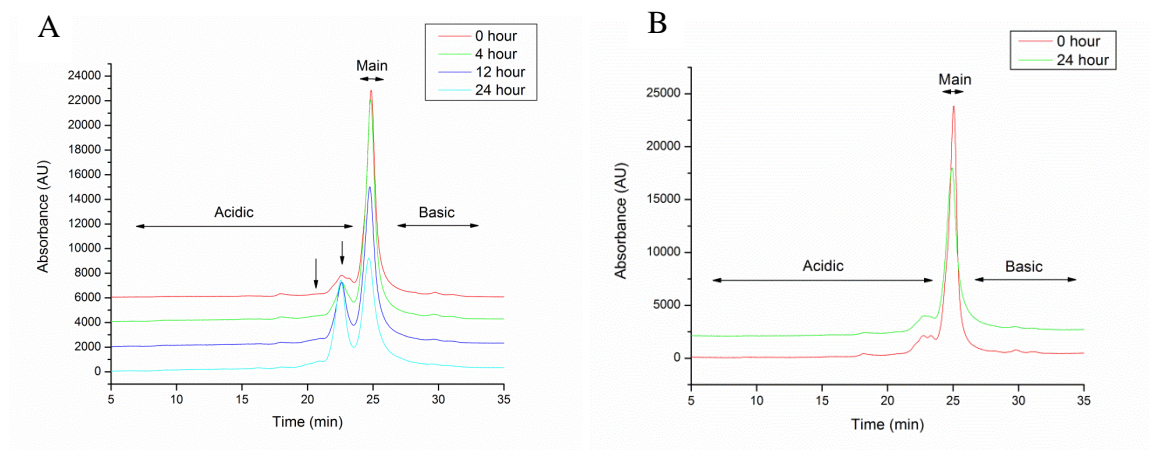 A
0 hour
4 hour
12 hour
24 hour
Main
Acidic
Basic
24000
22000
20000
18000
16000
14000
12000
10000
8000
6000
4000
2000
0
Absorbance (AU)
5 10 15 20 25 30 35
Time (min)
B
0 hour
24 hour
Main
Acidic
Basic
25000
20000
15000
10000
5000
0
Absorbance (AU)
5 10 15 20 25 30 35
Time (min)